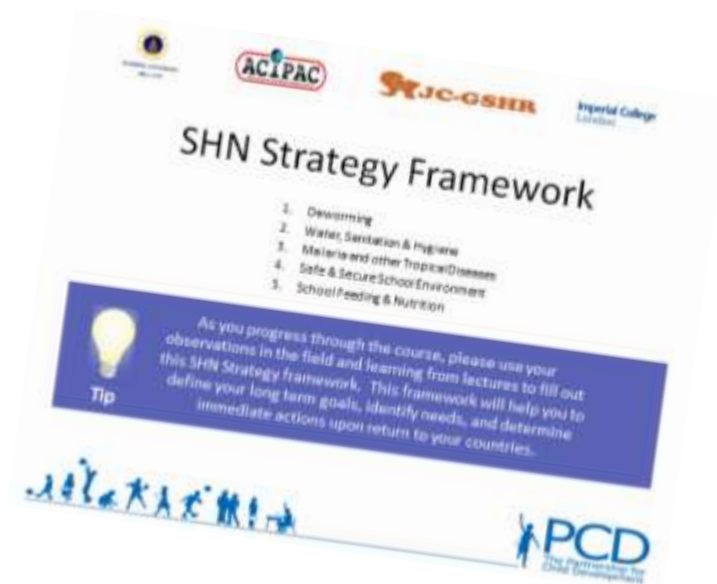 ACIPAC
JC-GSHR
Imperial College
London
SHN Strategy Framework
1. Deworming
2. Water, Sanitation & Hygiene
3. Malaria and other Tropical Diseases
4. Safe & Secure School Environment
5. School Feeding & Nutrition
As you progress through the course, please use your
observations in the field and learning from lectures to fill out
this SHN Strategy framework. This framework will help you to
define your long term goals, identify needs, and determine
immediate actions upon return to your countries.
Tip
PCD
The Partnership for
Child Development